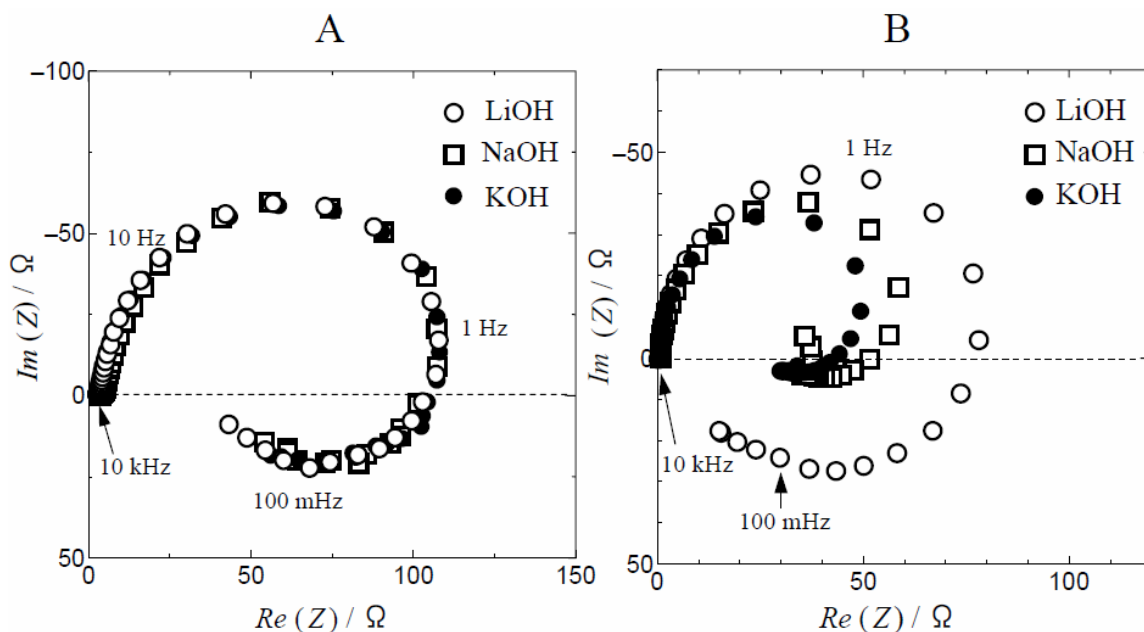 A
B
–100
–50
0
50
Im (Z) / Ω
LiOH
NaOH
KOH
10 Hz
1 Hz
10 kHz
100 mHz
0
50
100
150
Re (Z) / Ω
–50
0
50
Im (Z) / Ω
LiOH
NaOH
KOH
1 Hz
10 kHz
100 mHz
0
50
100
Re (Z) / Ω